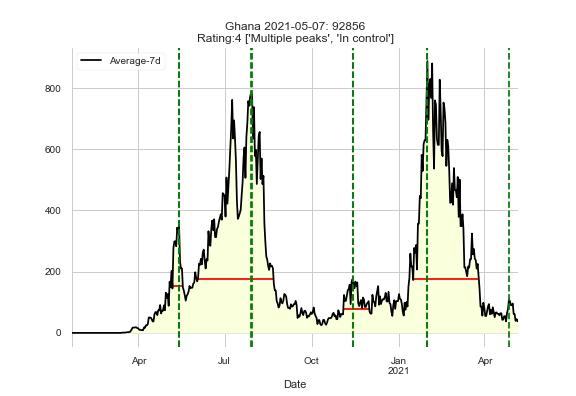 Ghana 2021-05-07: 92856
Rating:4 ['Multiple peaks', 'In control']
Average-7d
800
600
400
200
0
Apr
Jul
Oct
Jan
2021
Apr
Date